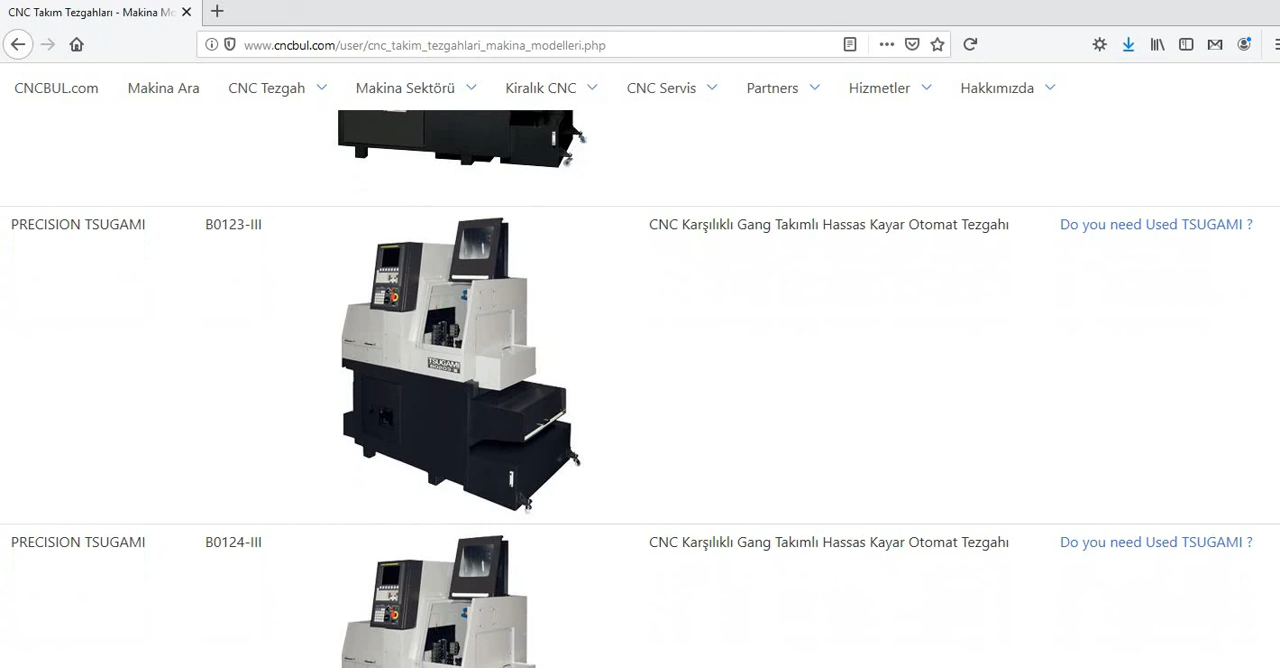 CNC Takım Tezgahları - Makina Mo
www.cncbul.com/user/cnc_takim_tezgahlari_makina_modelleri.php
CNCBUL.com Makina Ara CNC Tezgah Makina Sektörü Kiralık CNC CNC Servis Partners Hizmetler Hakkımızda
PRECISION TSUGAMI B0123-III CNC Karşılıklı Gang Takımlı Hassas Kayar Otomat Tezgahı Do you need Used TSUGAMI ?
TSUGAMI
PRECISION TSUGAMI B0124-III CNC Karşılıklı Gang Takımlı Hassas Kayar Otomat Tezgahı Do you need Used TSUGAMI ?